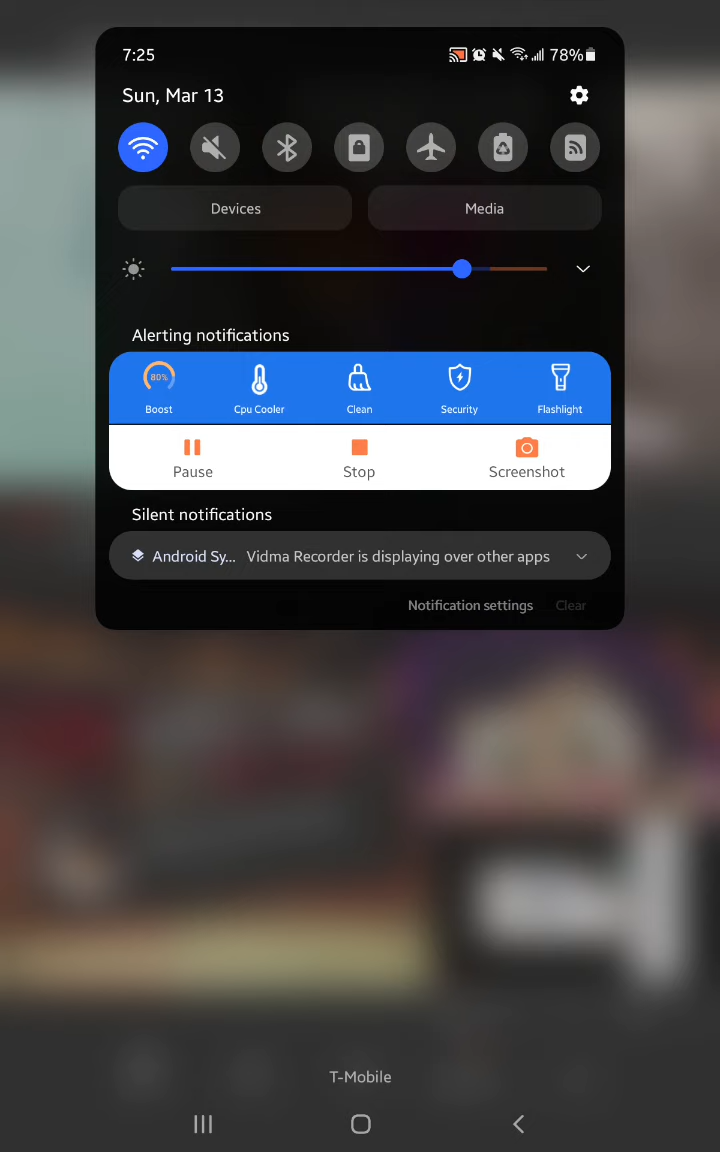 7:25 78%
Sun, Mar 13
Devices Media
Alerting notifications
80%
Boost Cpu Cooler Clean Security Flashlight
Pause Stop Screenshot
Silent notifications
Android Sy... Vidma Recorder is displaying over other apps
Notification settings Clear
T-Mobile